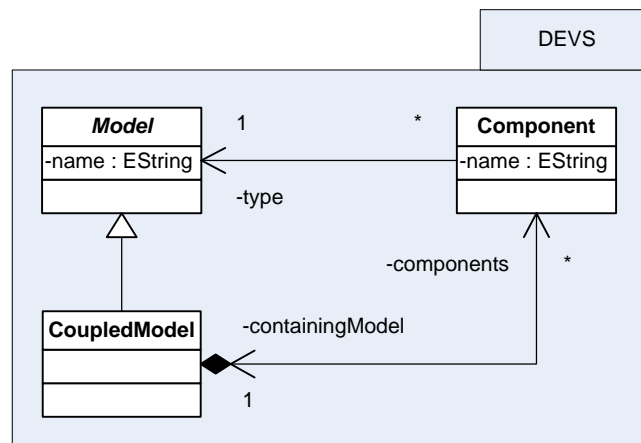 DEVS
Model
-name : EString
1
*
Component
-name : EString
-type
-components
*
CoupledModel
-containingModel
1